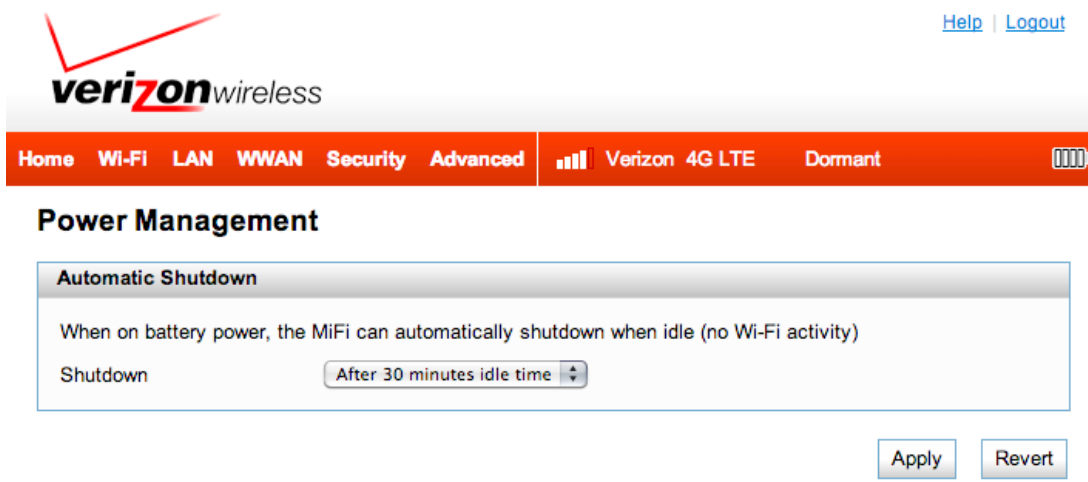 Help | Logout
verizonwireless
Home Wi-Fi LAN WWAN Security Advanced Verizon 4G LTE Dormant
Power Management
Automatic Shutdown
When on battery power, the MiFi can automatically shutdown when idle (no Wi-Fi activity)
Shutdown After 30 minutes idle time
Apply Revert